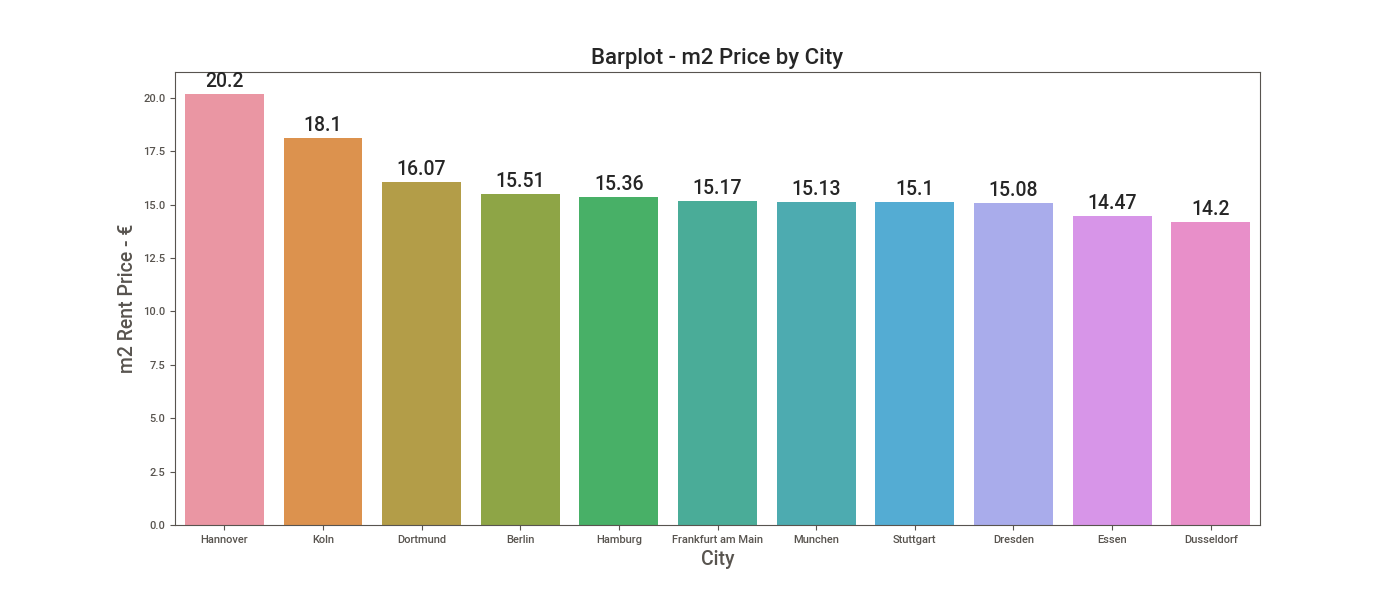 Barplot - m2 Price by City
m2 Rent Price - €
20.0
17.5
15.0
12.5
10.0
7.5
5.0
2.5
0.0
20.2
18.1
16.07
15.51
15.36
15.17
15.13
15.1
15.08
14.47
14.2
Hannover
Koln
Dortmund
Berlin
Hamburg
Frankfurt am Main
Munchen
Stuttgart
Dresden
Essen
Dusseldorf
City